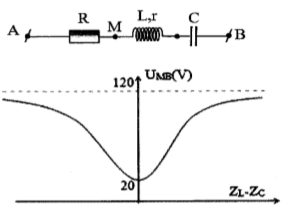 A R M L,r C B
U_MB(V)
120
20
Z_L-Z_C